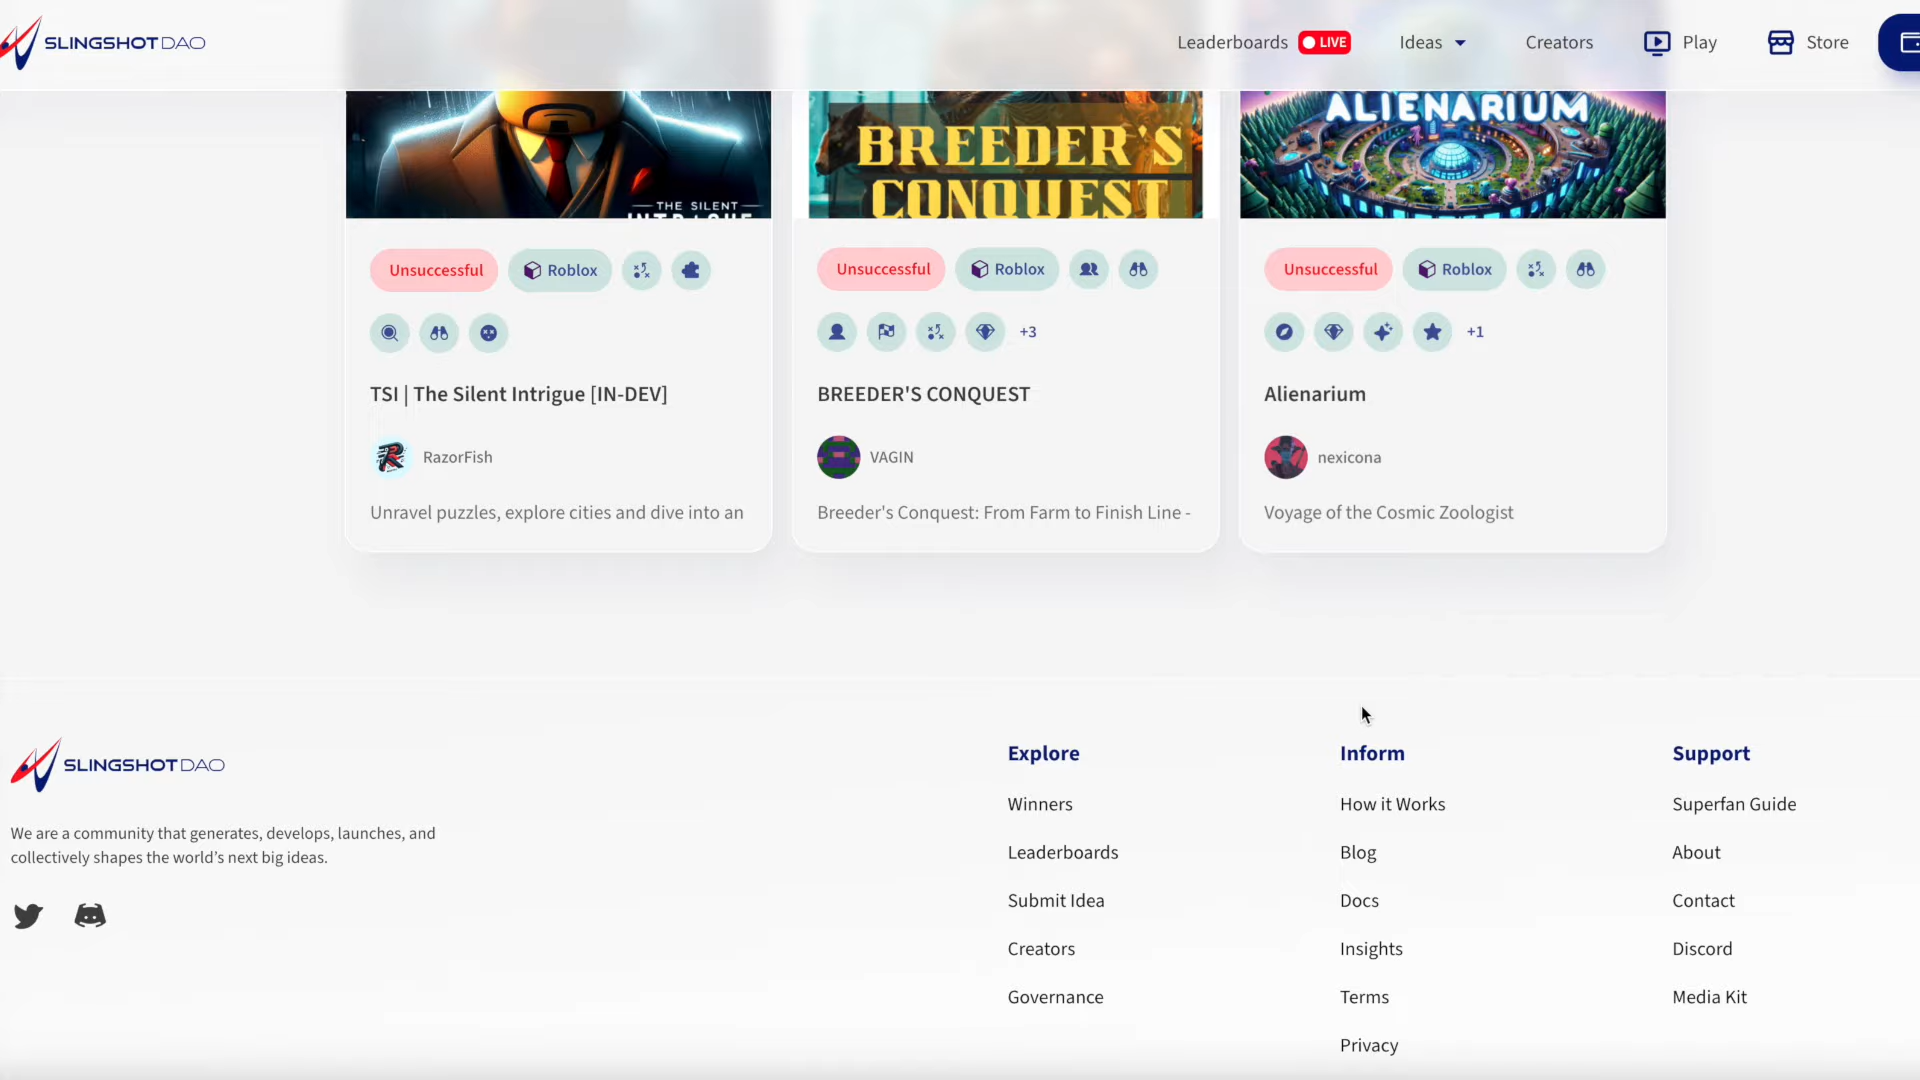 SLINGSHOT DAO
Leaderboards LIVE Ideas Creators Play Store
THE SILENT
INTRIGUE
BREEDER'S
CONQUEST
ALIENARIUM
Unsuccessful Roblox
Unsuccessful Roblox
+3
Unsuccessful Roblox
+1
TSI | The Silent Intrigue [IN-DEV]
RazorFish
Unravel puzzles, explore cities and dive into an
BREEDER'S CONQUEST
VAGIN
Breeder's Conquest: From Farm to Finish Line -
Alienarium
nexicona
Voyage of the Cosmic Zoologist
SLINGSHOT DAO
We are a community that generates, develops, launches, and
collectively shapes the world’s next big ideas.
Explore
Winners
Leaderboards
Submit Idea
Creators
Governance
Inform
How it Works
Blog
Docs
Insights
Terms
Privacy
Support
Superfan Guide
About
Contact
Discord
Media Kit